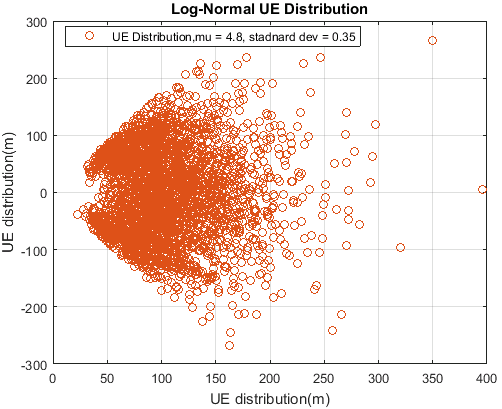 Log-Normal UE Distribution
UE Distribution,mu = 4.8, stadnard dev = 0.35
300
200
100
0
-100
-200
-300
UE distribution(m)
0 50 100 150 200 250 300 350 400
UE distribution(m)